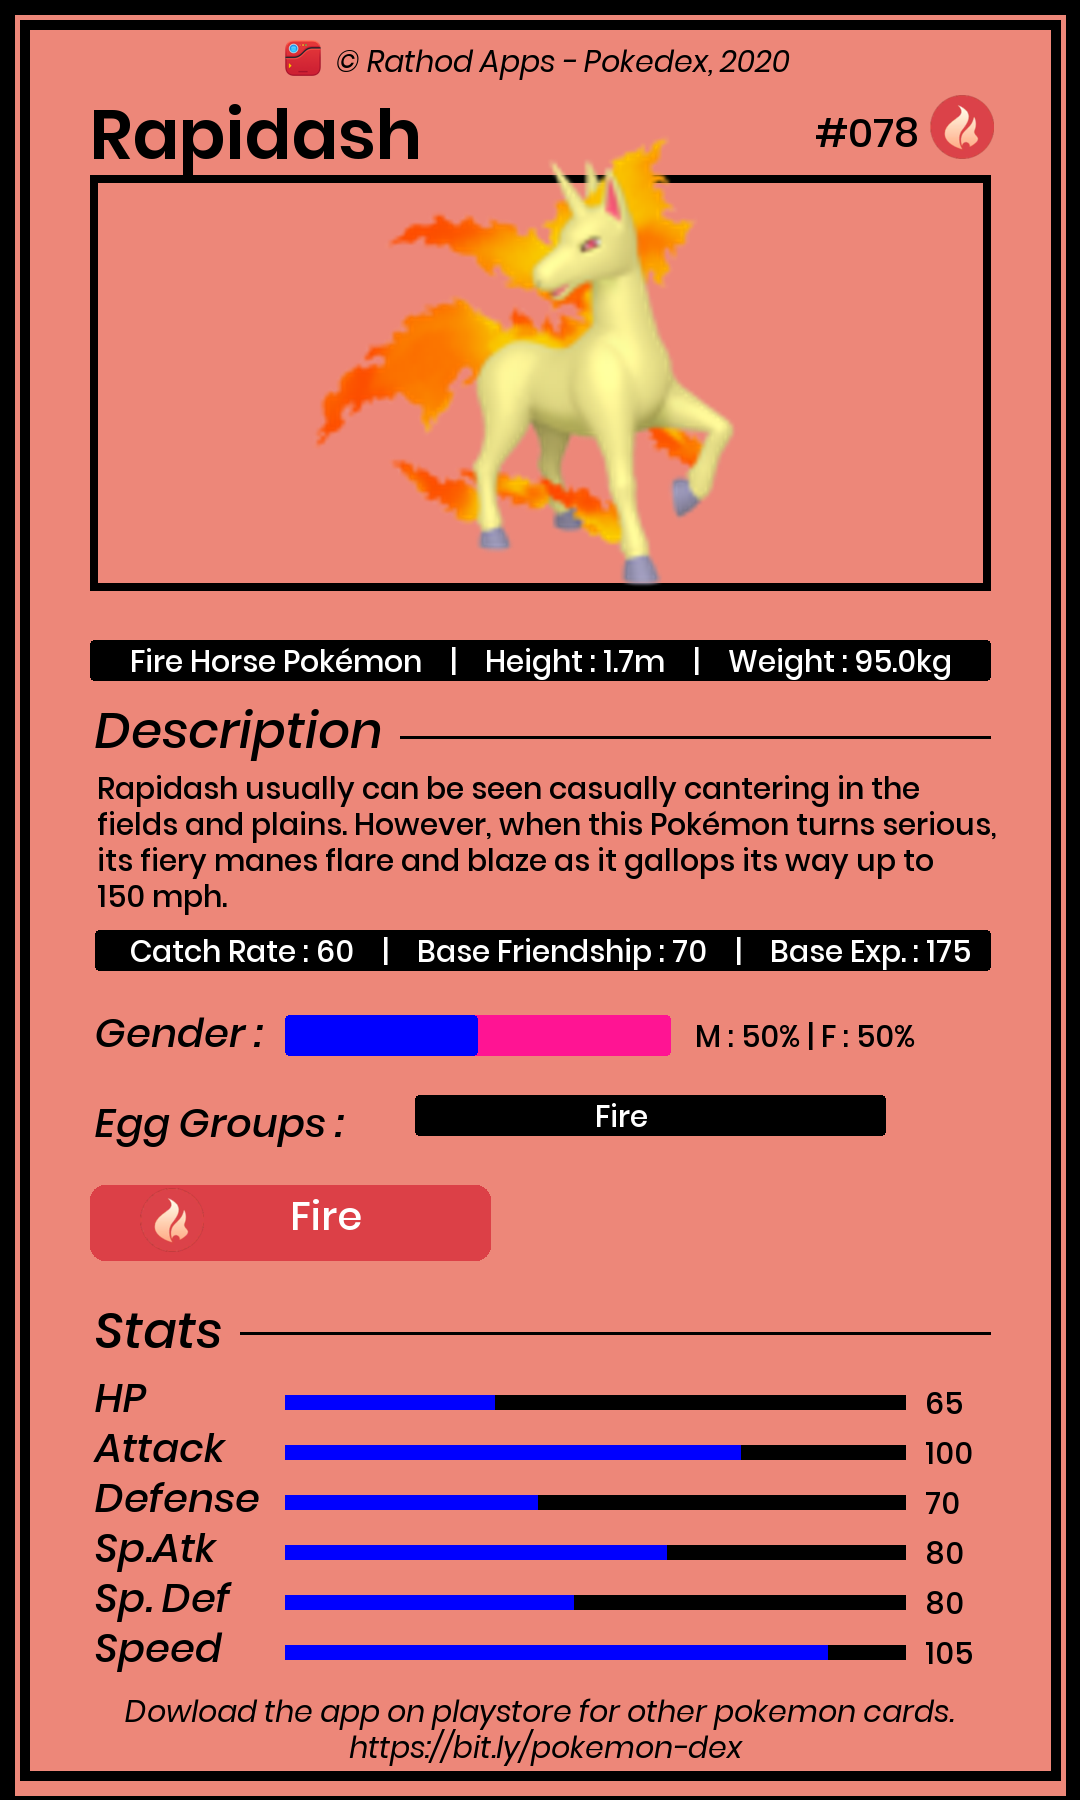 © Rathod Apps - Pokedex, 2020
Rapidash
#078
Fire Horse Pokémon | Height : 1.7m | Weight : 95.0kg
Description
Rapidash usually can be seen casually cantering in the
fields and plains. However, when this Pokémon turns serious,
its fiery manes flare and blaze as it gallops its way up to
150 mph.
Catch Rate : 60 | Base Friendship : 70 | Base Exp. : 175
Gender : M : 50% | F : 50%
Egg Groups : Fire
Fire
Stats
HP 65
Attack 100
Defense 70
Sp.Atk 80
Sp. Def 80
Speed 105
Dowload the app on playstore for other pokemon cards.
https://bit.ly/pokemon-dex